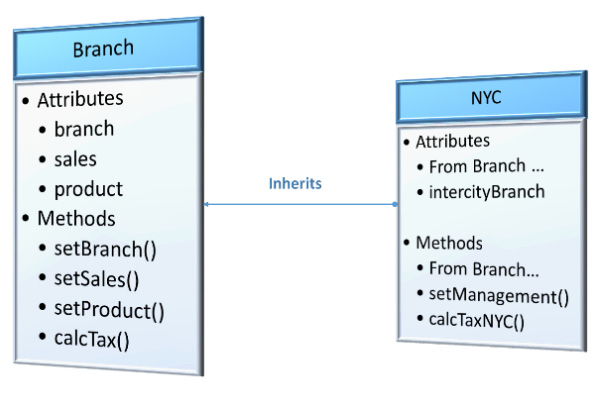 Branch
• Attributes
• branch
• sales
• product
• Methods
• setBranch()
• setSales()
• setProduct()
• calcTax()
Inherits
NYC
• Attributes
• From Branch ...
• intercityBranch
• Methods
• From Branch...
• setManagement()
• calcTaxNYC()